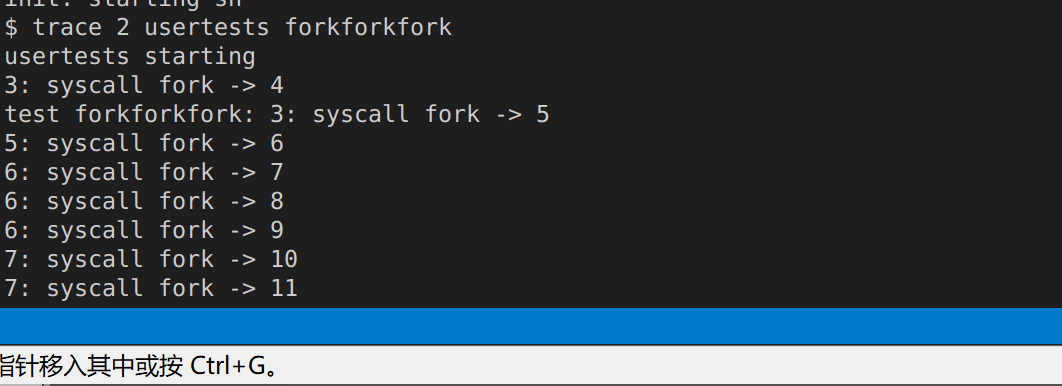 init: starting sh
$ trace 2 usertests forkforkfork
usertests starting
3: syscall fork -> 4
test forkforkfork: 3: syscall fork -> 5
5: syscall fork -> 6
6: syscall fork -> 7
6: syscall fork -> 8
6: syscall fork -> 9
7: syscall fork -> 10
7: syscall fork -> 11
指针移入其中或按 Ctrl+G。